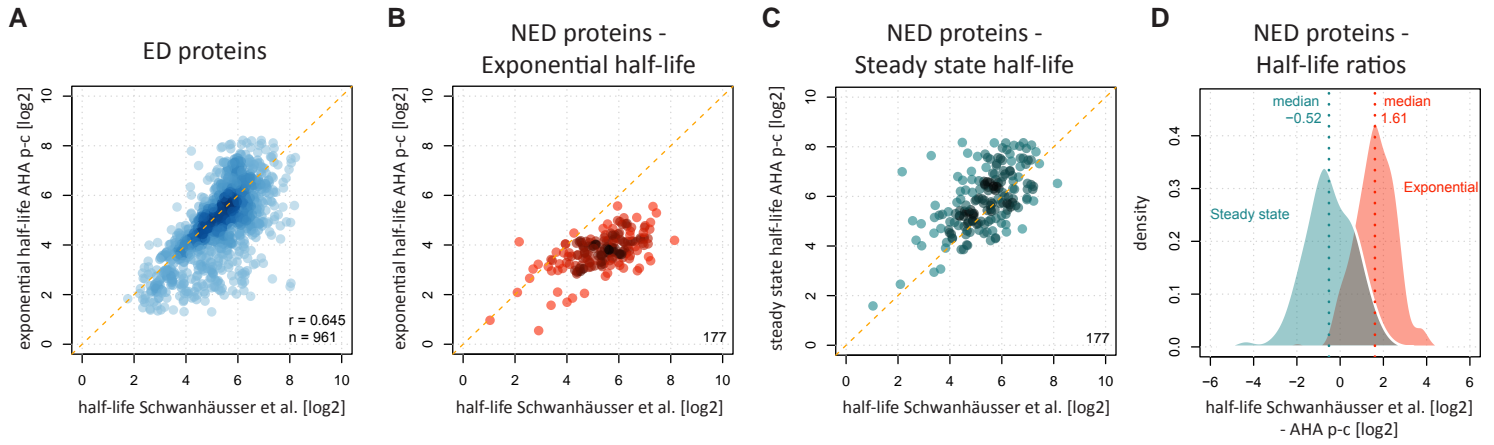 A
ED proteins
exponential half-life AHA p-c [log2]
10
8
6
4
2
0
r = 0.645
n = 961
0 2 4 6 8 10
half-life Schwanhäusser et al. [log2]
B
NED proteins -
Exponential half-life
exponential half-life AHA p-c [log2]
10
8
6
4
2
0
177
0 2 4 6 8 10
half-life Schwanhäusser et al. [log2]
C
NED proteins -
Steady state half-life
steady state half-life AHA p-c [log2]
10
8
6
4
2
0
177
0 2 4 6 8 10
half-life Schwanhäusser et al. [log2]
D
NED proteins -
Half-life ratios
density
0.4
0.3
0.2
0.1
0.0
median
−0.52
median
1.61
Exponential
Steady state
−6 −4 −2 0 2 4 6
half-life Schwanhäusser et al. [log2]
- AHA p-c [log2]